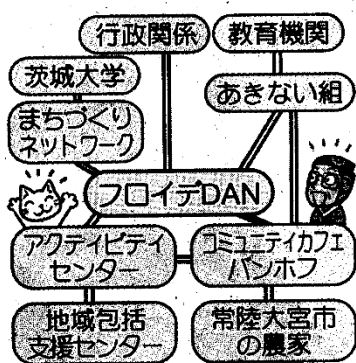 行政関係
教育機関
茨城大学
あきない組
まちづくり
ネットワーク
フロイデDAN
アクティビティ
センター
コミュニティカフェ
バンホフ
地域包括
支援センター
常陸大宮市
の農家